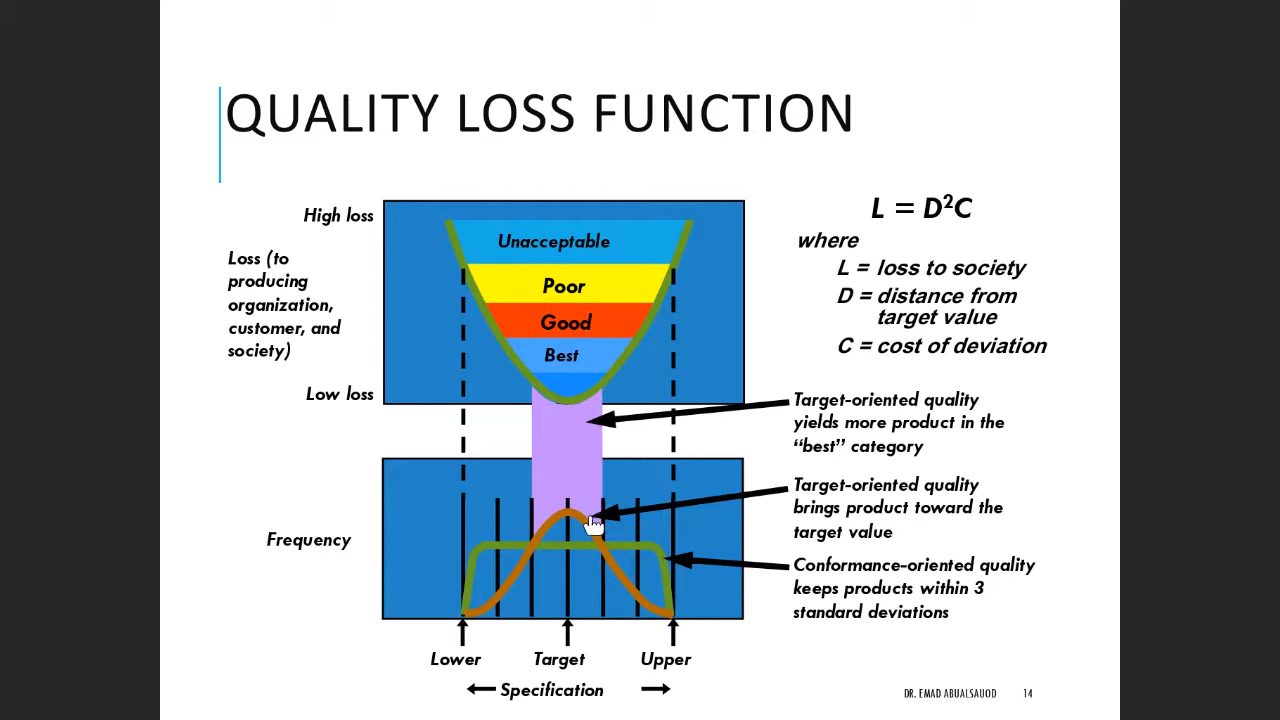 QUALITY LOSS FUNCTION
High loss
Loss (to
producing
organization,
customer, and
society)
Low loss
Unacceptable
Poor
Good
Best
L = D²C
where
L = loss to society
D = distance from
target value
C = cost of deviation
Target-oriented quality
yields more product in the
“best” category
Target-oriented quality
brings product toward the
target value
Conformance-oriented quality
keeps products within 3
standard deviations
Frequency
Lower
Target
Upper
Specification
DR. EMAD ABUALSAUOD
14